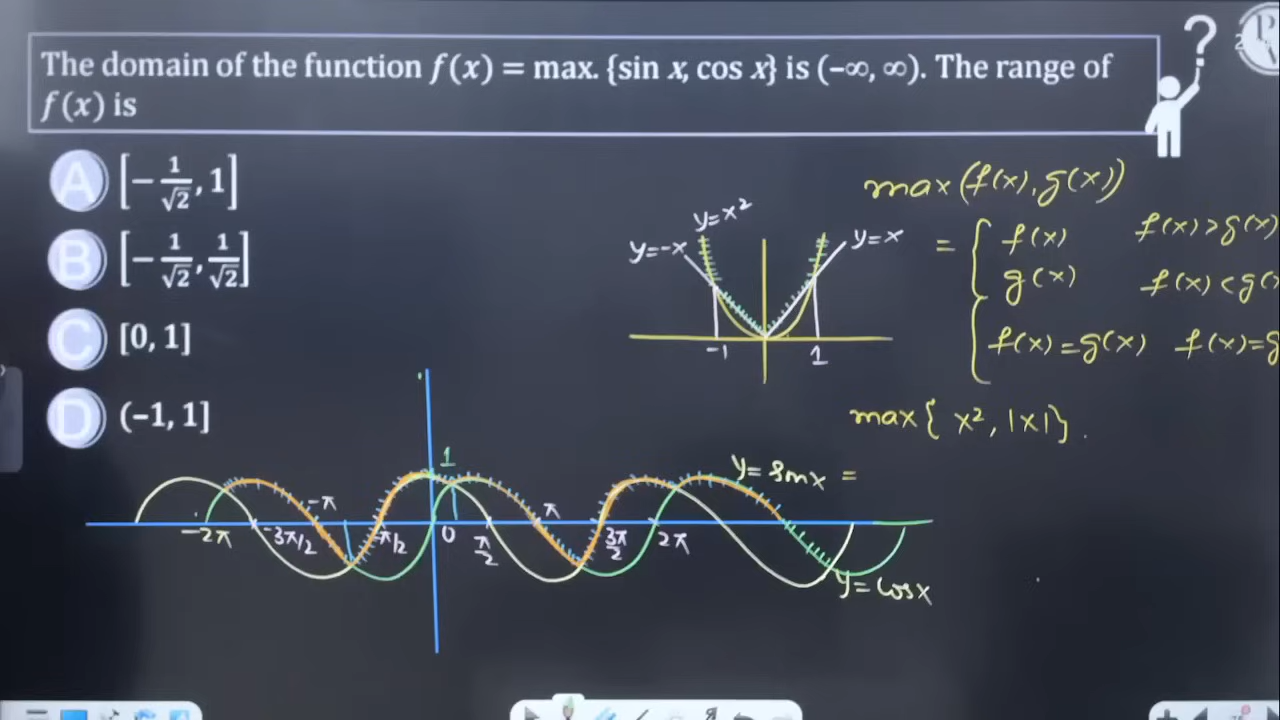 The domain of the function f(x) = max. {sin x, cos x} is (−∞, ∞). The range of
f(x) is
A [−1/√2, 1]
B [−1/√2, 1/√2]
C [0, 1]
D (−1, 1]
max(f(x), g(x))
= { f(x) f(x) > g(x)
g(x) f(x) < g(x
f(x) = g(x) f(x) = g
y = x²
y = -x
y = x
-1
1
max{ x², |x| }.
1
y = sin x =
-2π -3π/2 -π -π/2 0 π/2 π 3π/2 2π
y = cos x